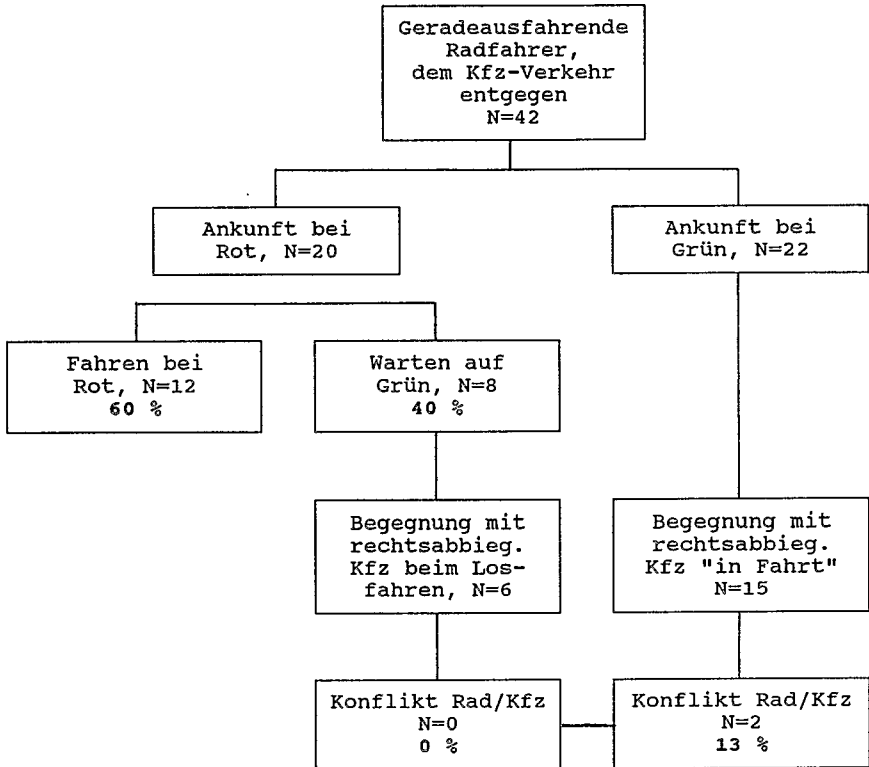 Geradeausfahrende
Radfahrer,
dem Kfz-Verkehr
entgegen
N=42
Ankunft bei
Rot, N=20
Ankunft bei
Grün, N=22
Fahren bei
Rot, N=12
60 %
Warten auf
Grün, N=8
40 %
Begegnung mit
rechtsabbieg.
Kfz beim Los-
fahren, N=6
Begegnung mit
rechtsabbieg.
Kfz "in Fahrt"
N=15
Konflikt Rad/Kfz
N=0
0 %
Konflikt Rad/Kfz
N=2
13 %